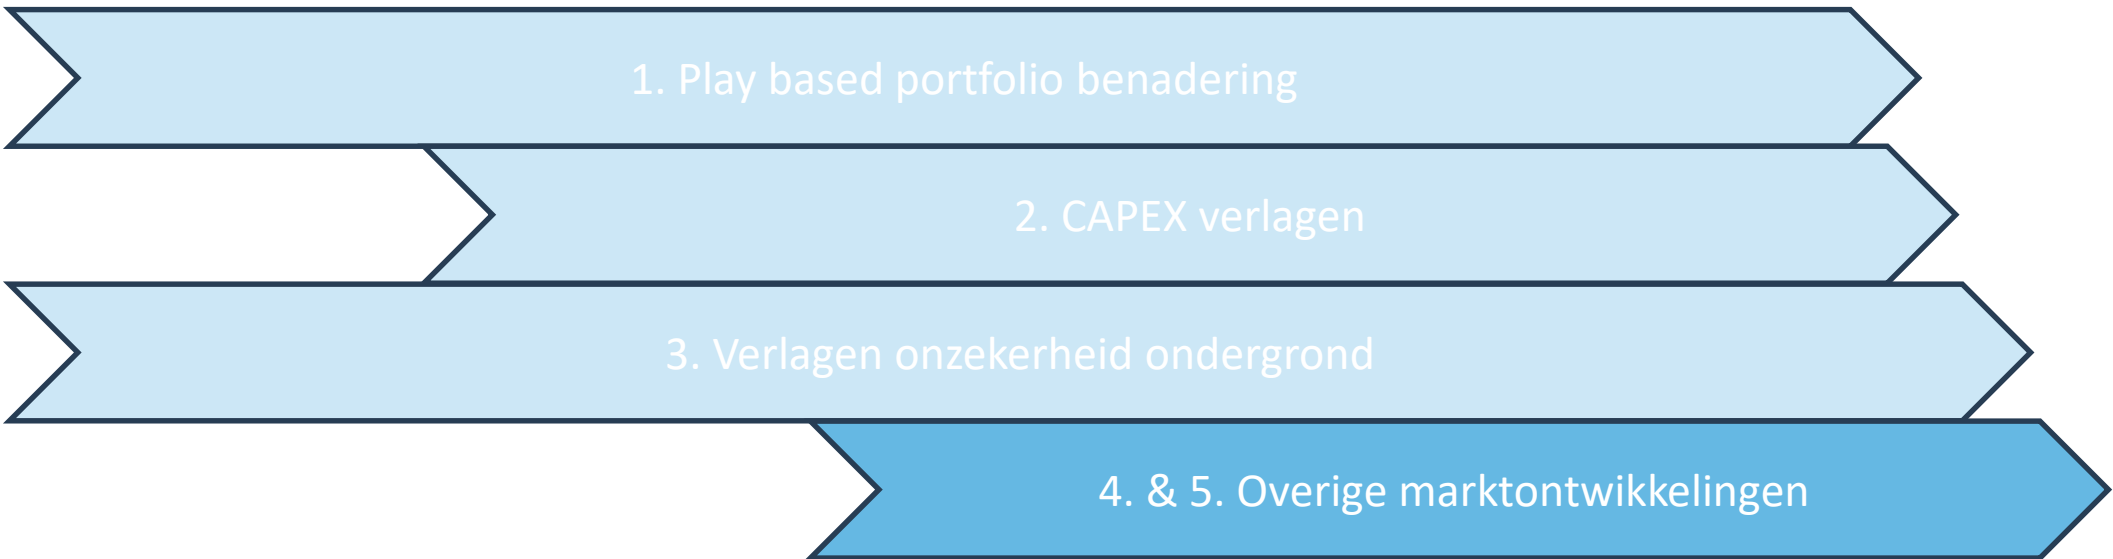 1. Play based portfolio benadering
2. CAPEX verlagen
3. Verlagen onzekerheid ondergrond
4. & 5. Overige marktontwikkelingen